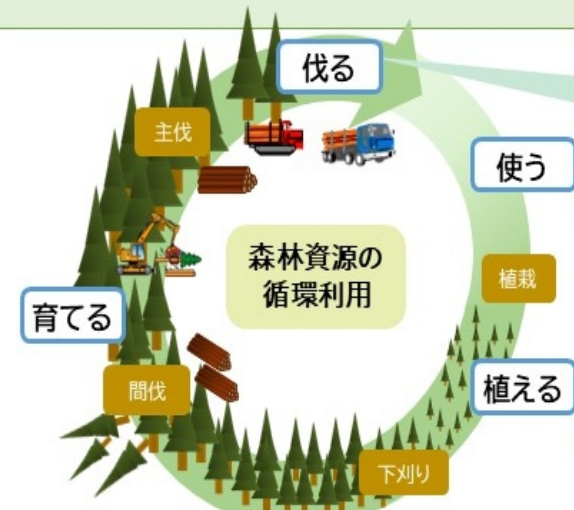 伐る
主伐
使う
森林資源の
循環利用
植栽
育てる
植える
間伐
下刈り